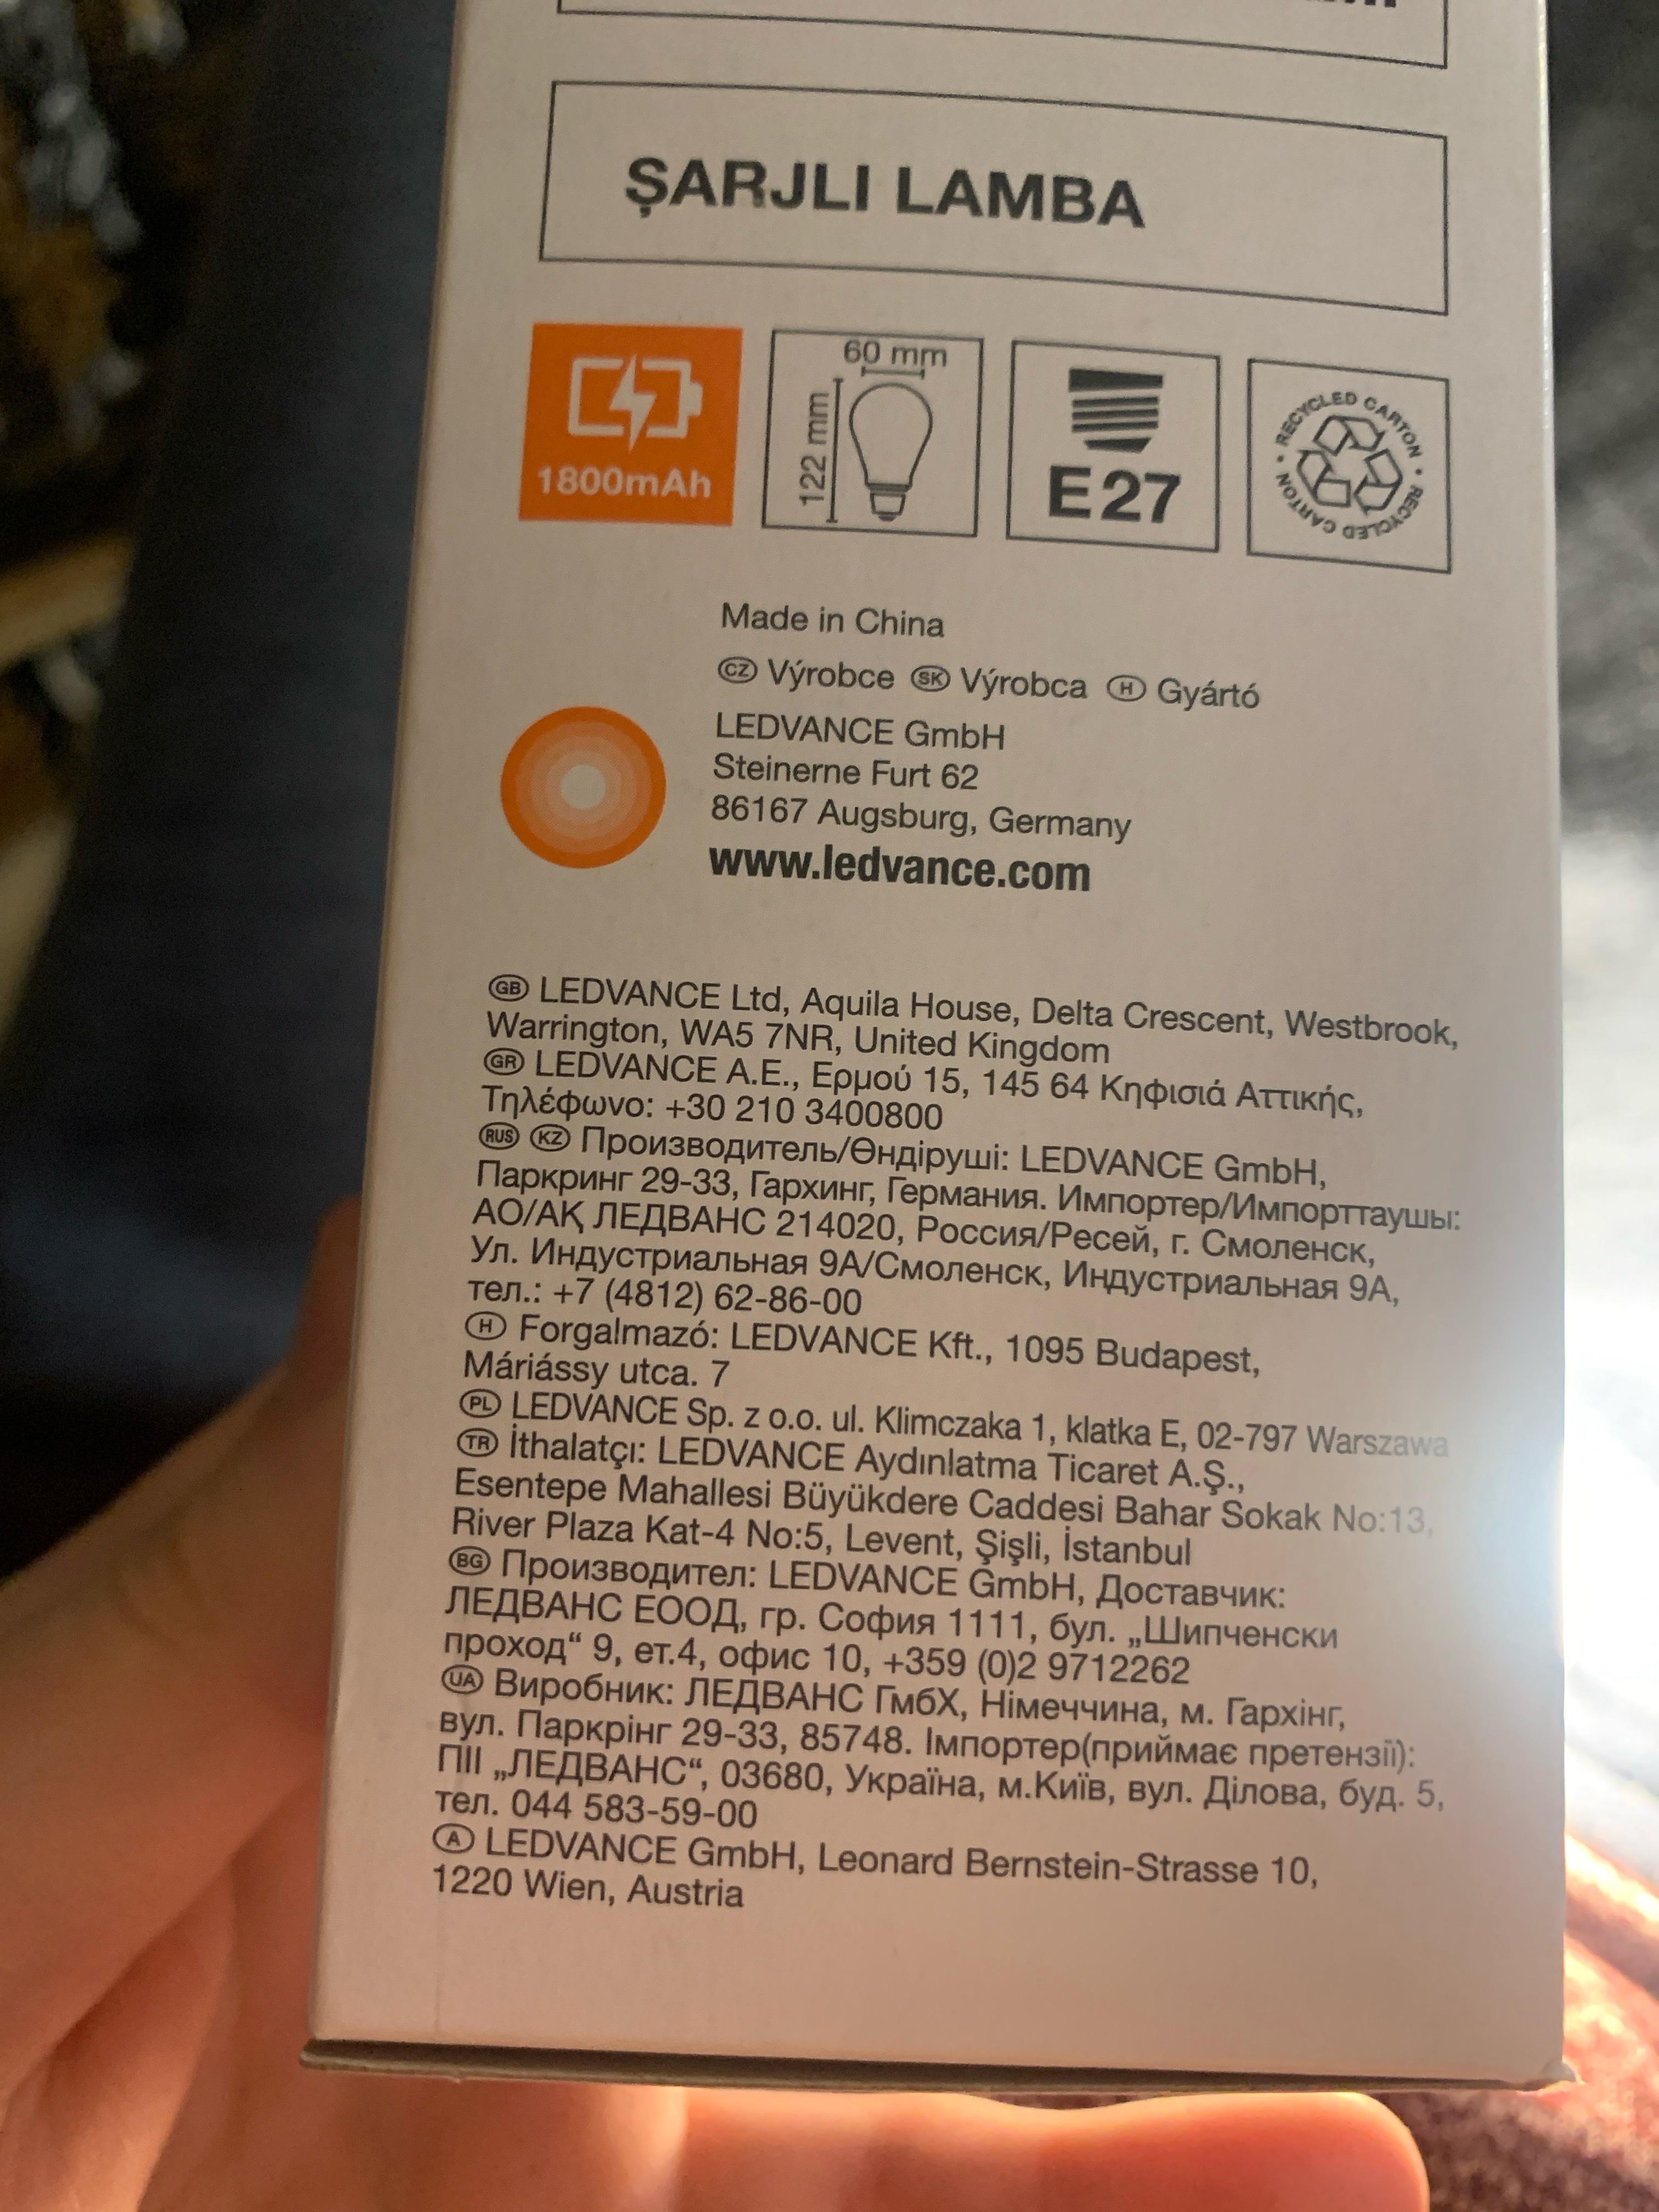 ŞARJLI LAMBA
1800mAh
60 mm
122 mm
E27
RECYCLED CARTON • RECYCLED CARTON •
Made in China
CZ Výrobce SK Výrobca H Gyártó
LEDVANCE GmbH
Steinerne Furt 62
86167 Augsburg, Germany
www.ledvance.com
GB LEDVANCE Ltd, Aquila House, Delta Crescent, Westbrook,
Warrington, WA5 7NR, United Kingdom
GR LEDVANCE A.E., Ερμού 15, 145 64 Κηφισιά Αττικής,
Τηλέφωνο: +30 210 3400800
RUS KZ Производитель/Өндіруші: LEDVANCE GmbH,
Паркринг 29-33, Гархинг, Германия. Импортер/Импорттаушы:
АО/АҚ ЛЕДВАНС 214020, Россия/Ресей, г. Смоленск,
Ул. Индустриальная 9А/Смоленск, Индустриальная 9А,
тел.: +7 (4812) 62-86-00
H Forgalmazó: LEDVANCE Kft., 1095 Budapest,
Máriássy utca. 7
PL LEDVANCE Sp. z o.o. ul. Klimczaka 1, klatka E, 02-797 Warszawa
TR İthalatçı: LEDVANCE Aydınlatma Ticaret A.Ş.,
Esentepe Mahallesi Büyükdere Caddesi Bahar Sokak No:13,
River Plaza Kat-4 No:5, Levent, Şişli, İstanbul
BG Производител: LEDVANCE GmbH, Доставчик:
ЛЕДВАНС ЕООД, гр. София 1111, бул. „Шипченски
проход“ 9, ет.4, офис 10, +359 (0)2 9712262
UA Виробник: ЛЕДВАНС ГмбХ, Німеччина, м. Гархінг,
вул. Паркрінг 29-33, 85748. Імпортер(приймає претензії):
ПІІ „ЛЕДВАНС“, 03680, Україна, м.Київ, вул. Ділова, буд. 5,
тел. 044 583-59-00
A LEDVANCE GmbH, Leonard Bernstein-Strasse 10,
1220 Wien, Austria